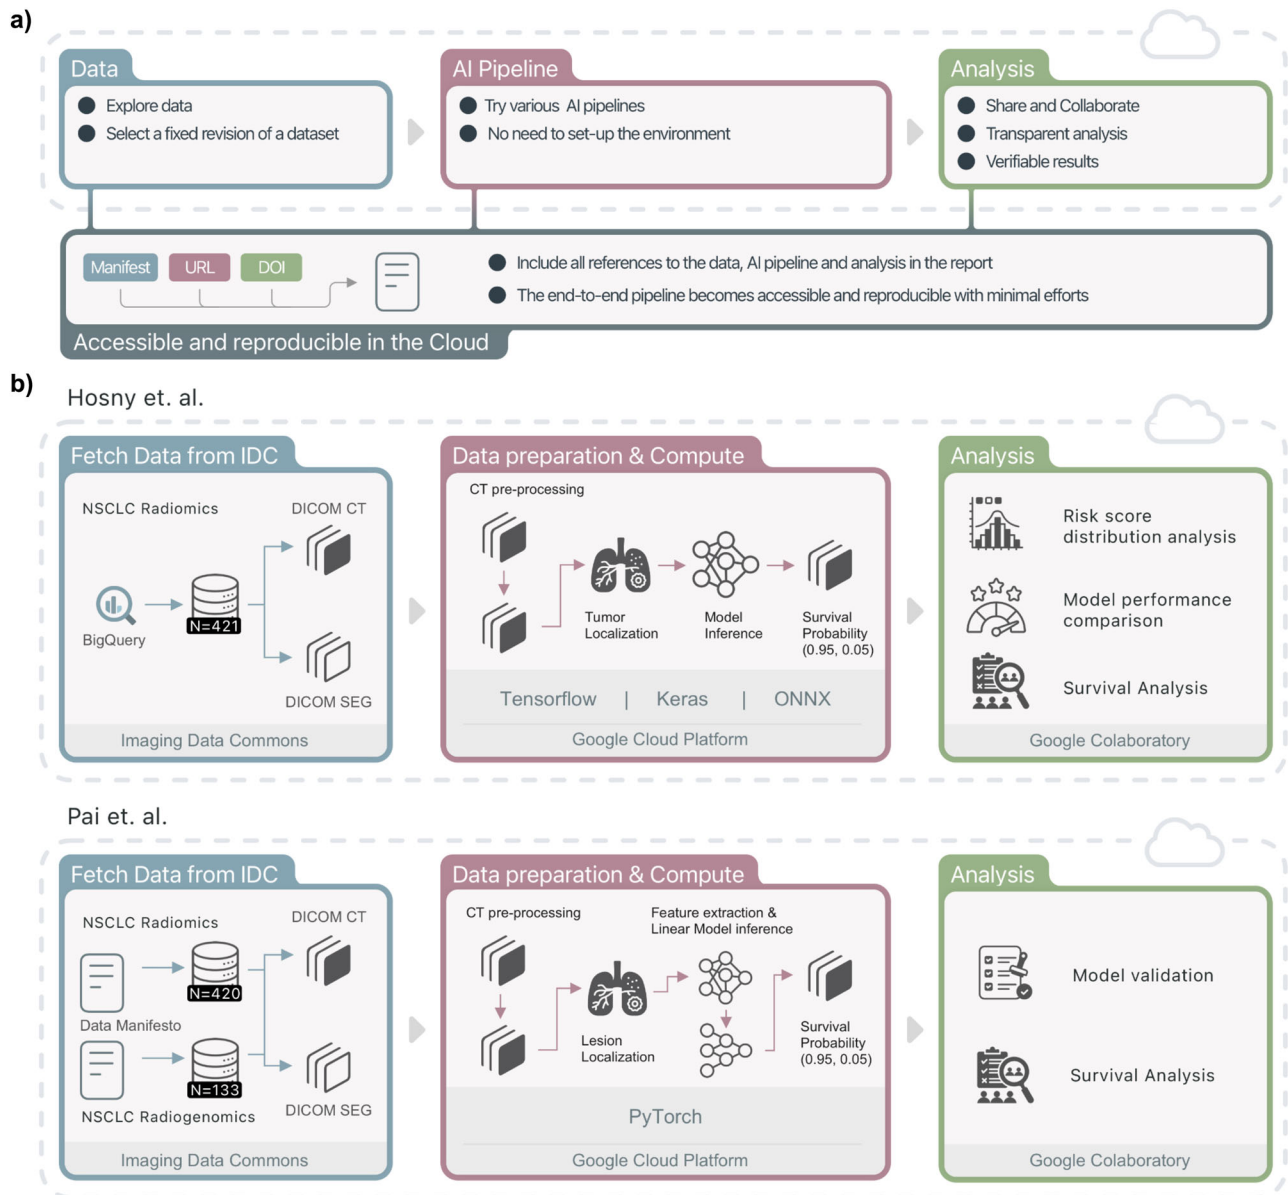 a)
Data
Explore data
Select a fixed revision of a dataset
AI Pipeline
Try various AI pipelines
No need to set-up the environment
Analysis
Share and Collaborate
Transparent analysis
Verifiable results
Manifest
URL
DOI
Include all references to the data, AI pipeline and analysis in the report
The end-to-end pipeline becomes accessible and reproducible with minimal efforts
Accessible and reproducible in the Cloud
b)
Hosny et. al.
Fetch Data from IDC
NSCLC Radiomics
DICOM CT
BigQuery
N=421
DICOM SEG
Imaging Data Commons
Data preparation & Compute
CT pre-processing
Tumor
Localization
Model
Inference
Survival
Probability
(0.95, 0.05)
Tensorflow | Keras | ONNX
Google Cloud Platform
Analysis
Risk score
distribution analysis
Model performance
comparison
Survival Analysis
Google Colaboratory
Pai et. al.
Fetch Data from IDC
NSCLC Radiomics
DICOM CT
N=420
Data Manifesto
N=133
DICOM SEG
NSCLC Radiogenomics
Imaging Data Commons
Data preparation & Compute
CT pre-processing
Feature extraction &
Linear Model inference
Lesion
Localization
Survival
Probability
(0.95, 0.05)
PyTorch
Google Cloud Platform
Analysis
Model validation
Survival Analysis
Google Colaboratory